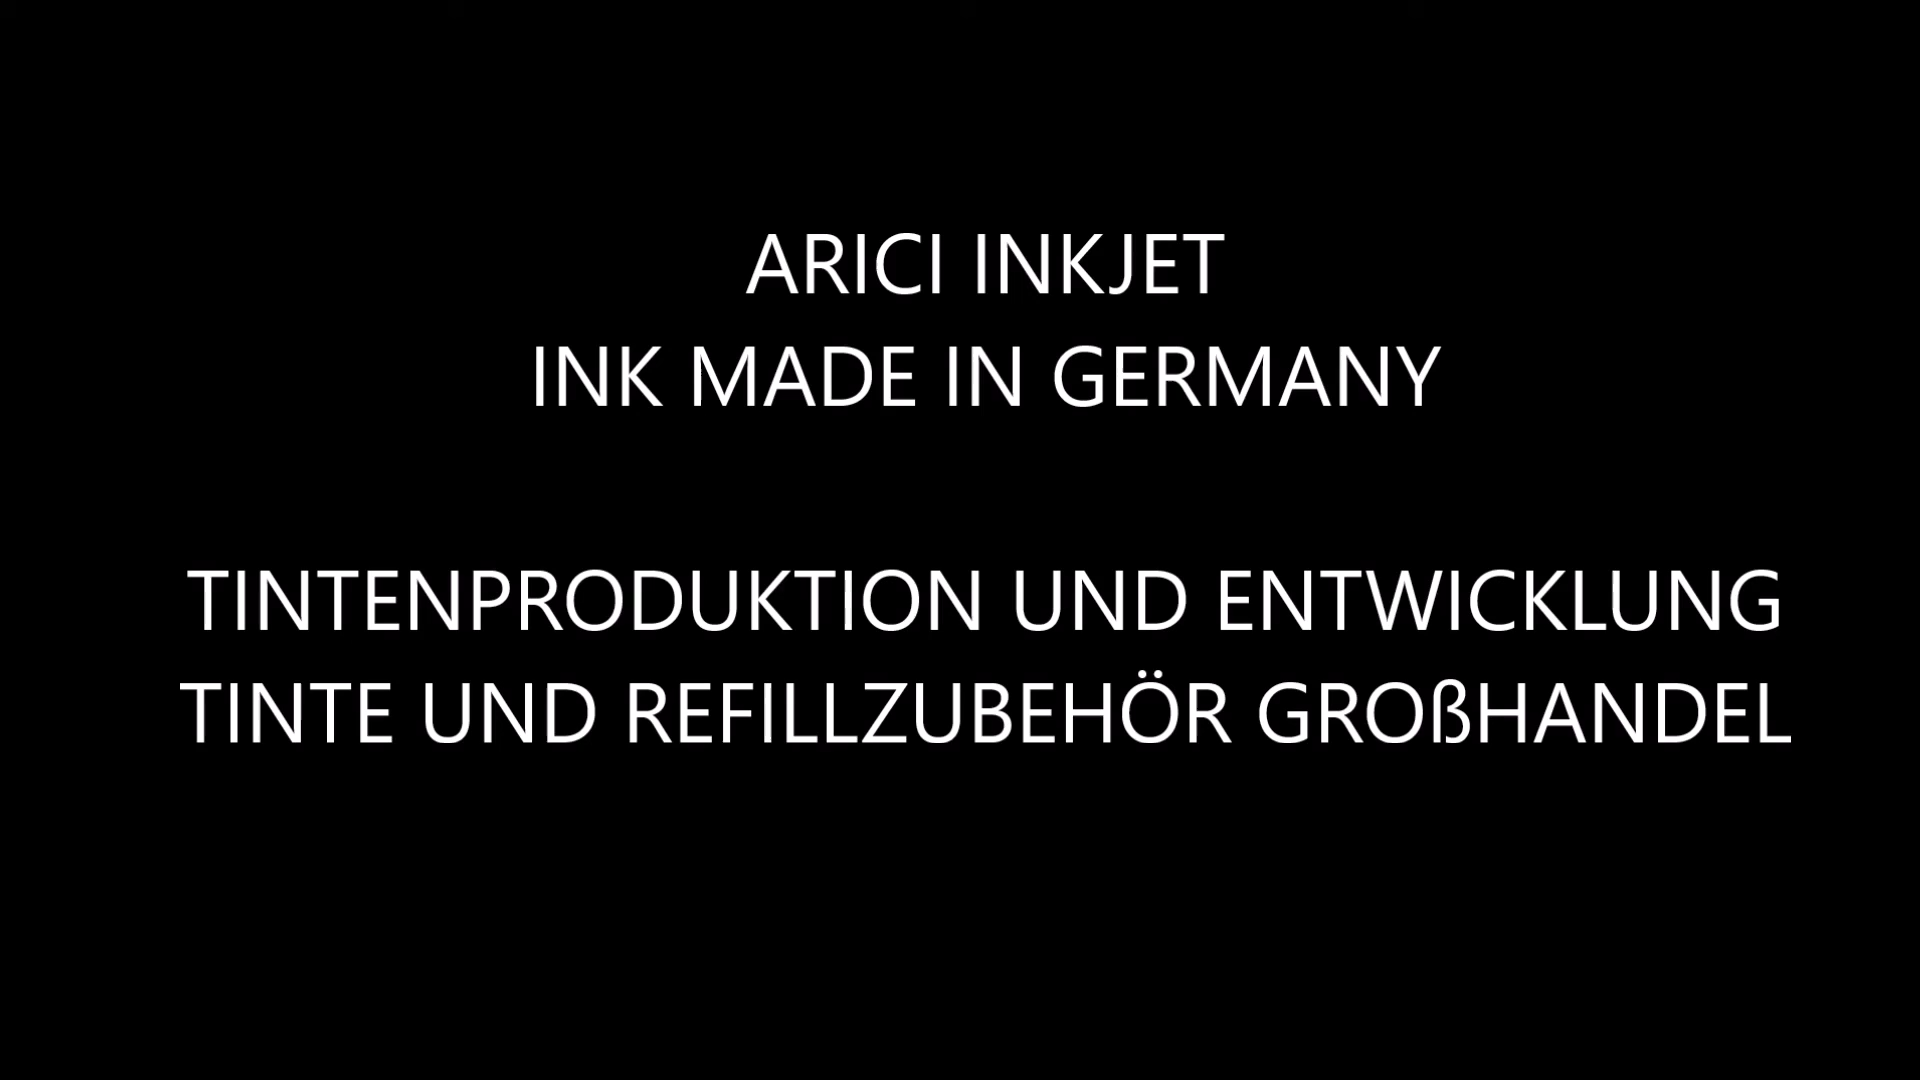 ARICI INKJET
INK MADE IN GERMANY
TINTENPRODUKTION UND ENTWICKLUNG
TINTE UND REFILLZUBEHÖR GROßHANDEL